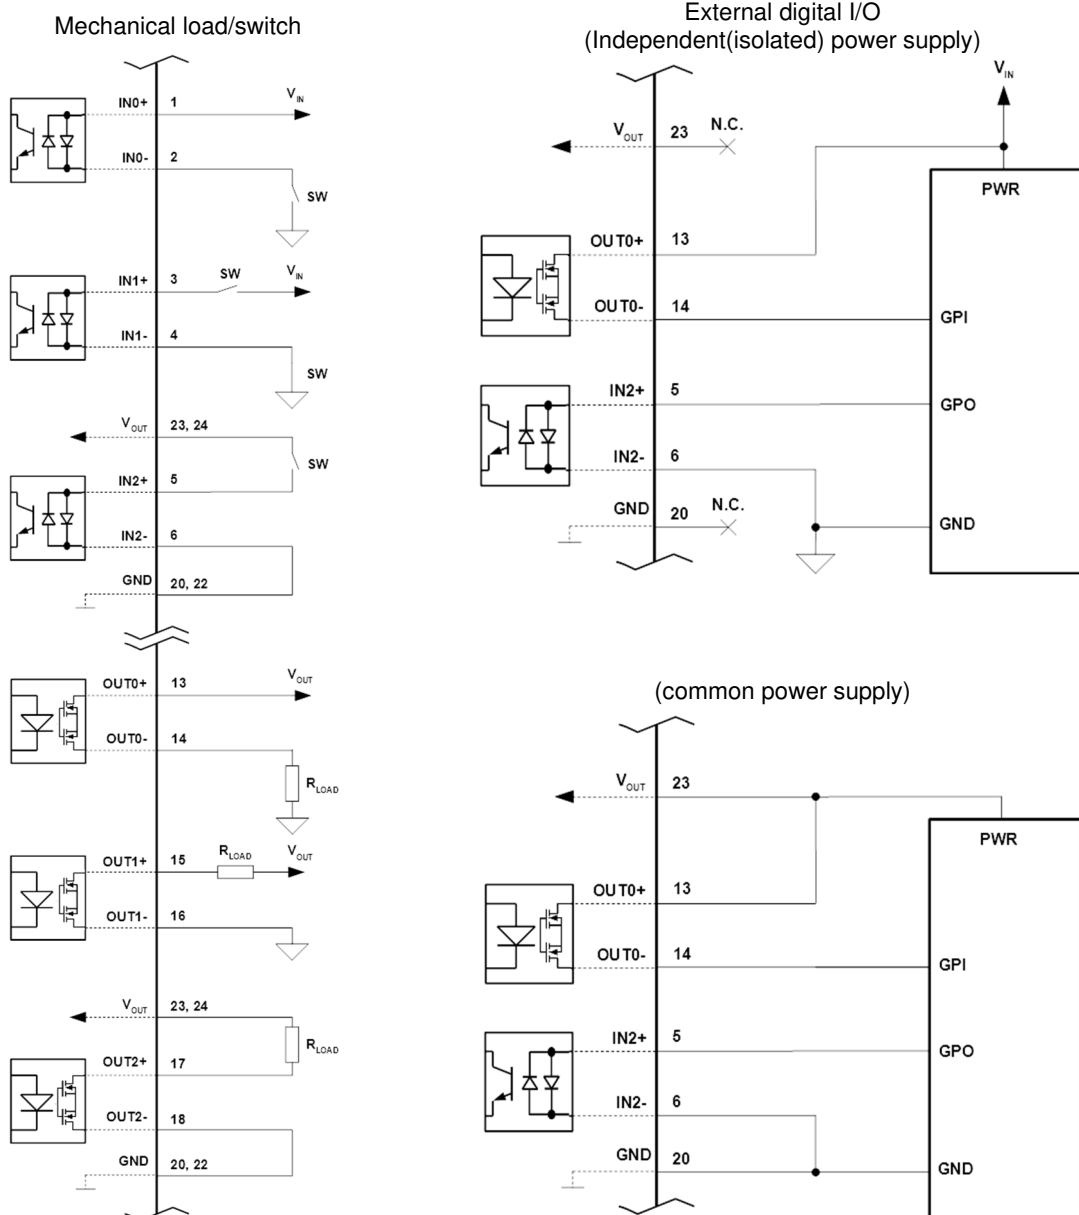 Mechanical load/switch
IN0+ 1 VIN
IN0- 2
SW
IN1+ 3 SW VIN
IN1- 4
SW
VOUT 23, 24
SW
IN2+ 5
IN2- 6
GND 20, 22
OUT0+ 13 VOUT
OUT0- 14
RLOAD
OUT1+ 15 RLOAD VOUT
OUT1- 16
VOUT 23, 24
RLOAD
OUT2+ 17
OUT2- 18
GND 20, 22
External digital I/O
(Independent(isolated) power supply)
VIN
VOUT 23 N.C.
PWR
OUT0+ 13
OUT0- 14 GPI
IN2+ 5 GPO
IN2- 6
GND 20 N.C. GND
(common power supply)
VOUT 23
PWR
OUT0+ 13
OUT0- 14 GPI
IN2+ 5 GPO
IN2- 6
GND 20 GND